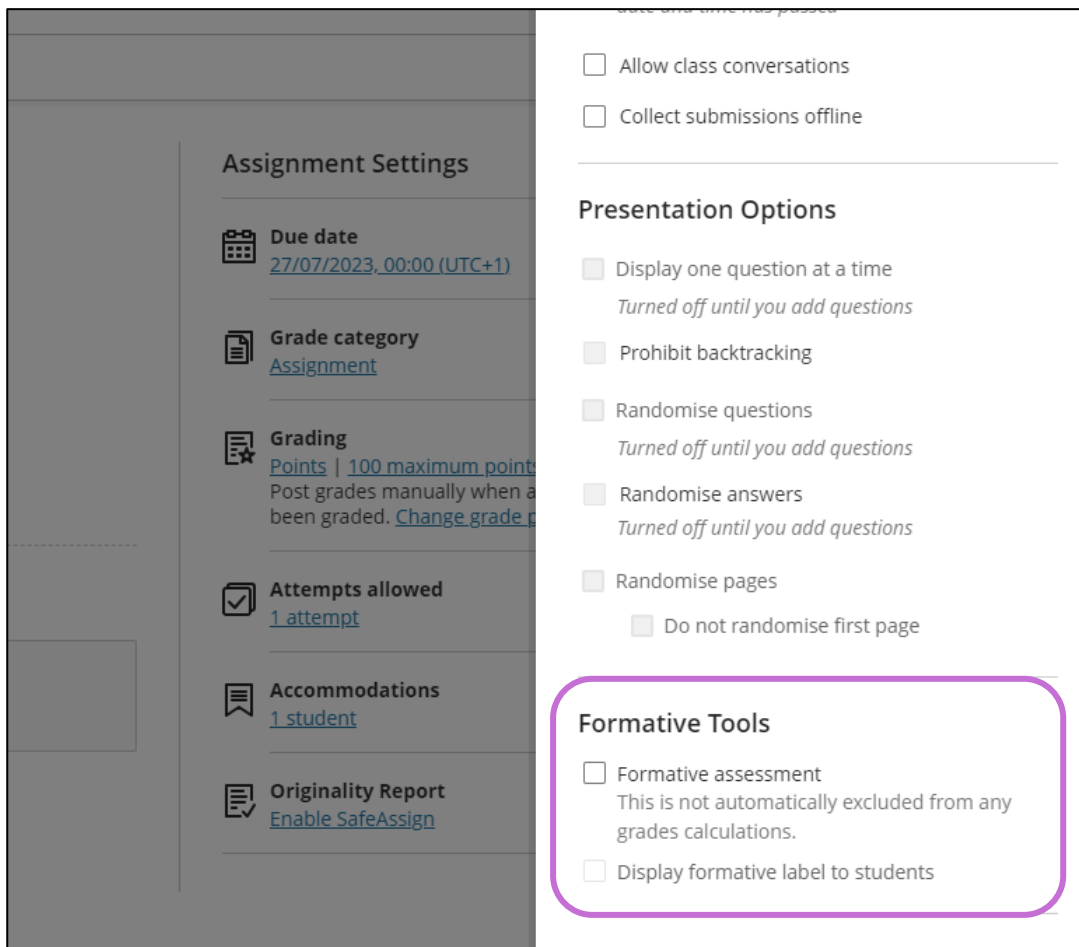 Assignment Settings
Due date
27/07/2023, 00:00 (UTC+1)
Grade category
Assignment
Grading
Points | 100 maximum points
Post grades manually when a
been graded. Change grade p
Attempts allowed
1 attempt
Accommodations
1 student
Originality Report
Enable SafeAssign
date and time has passed
Allow class conversations
Collect submissions offline
Presentation Options
Display one question at a time
Turned off until you add questions
Prohibit backtracking
Randomise questions
Turned off until you add questions
Randomise answers
Turned off until you add questions
Randomise pages
Do not randomise first page
Formative Tools
Formative assessment
This is not automatically excluded from any
grades calculations.
Display formative label to students